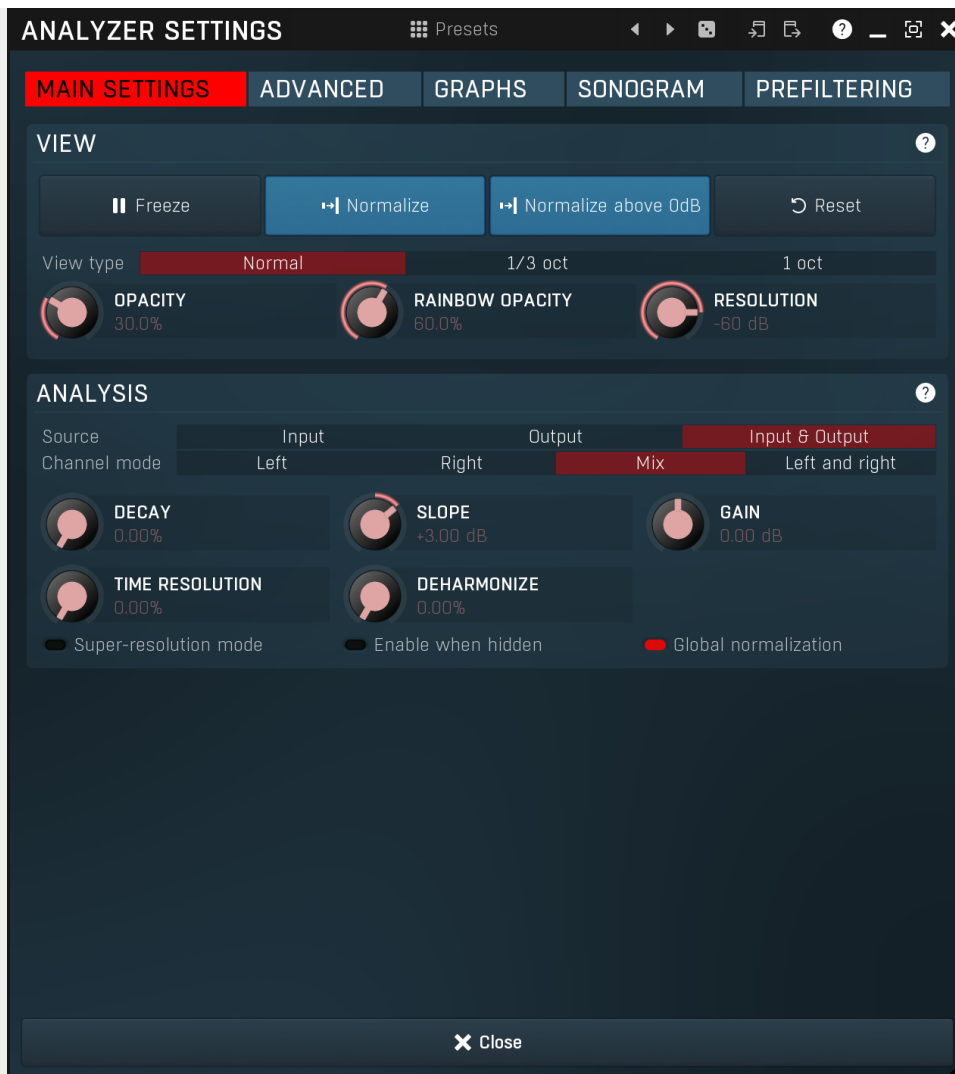 ANALYZER SETTINGS Presets ?
MAIN SETTINGS ADVANCED GRAPHS SONOGRAM PREFILTERING
VIEW ?
Freeze Normalize Normalize above 0dB Reset
View type Normal 1/3 oct 1 oct
OPACITY RAINBOW OPACITY RESOLUTION
30.0% 60.0% -60 dB
ANALYSIS ?
Source Input Output Input & Output
Channel mode Left Right Mix Left and right
DECAY SLOPE GAIN
0.00% +3.00 dB 0.00 dB
TIME RESOLUTION DEHARMONIZE
0.00% 0.00%
Super-resolution mode Enable when hidden Global normalization
Close